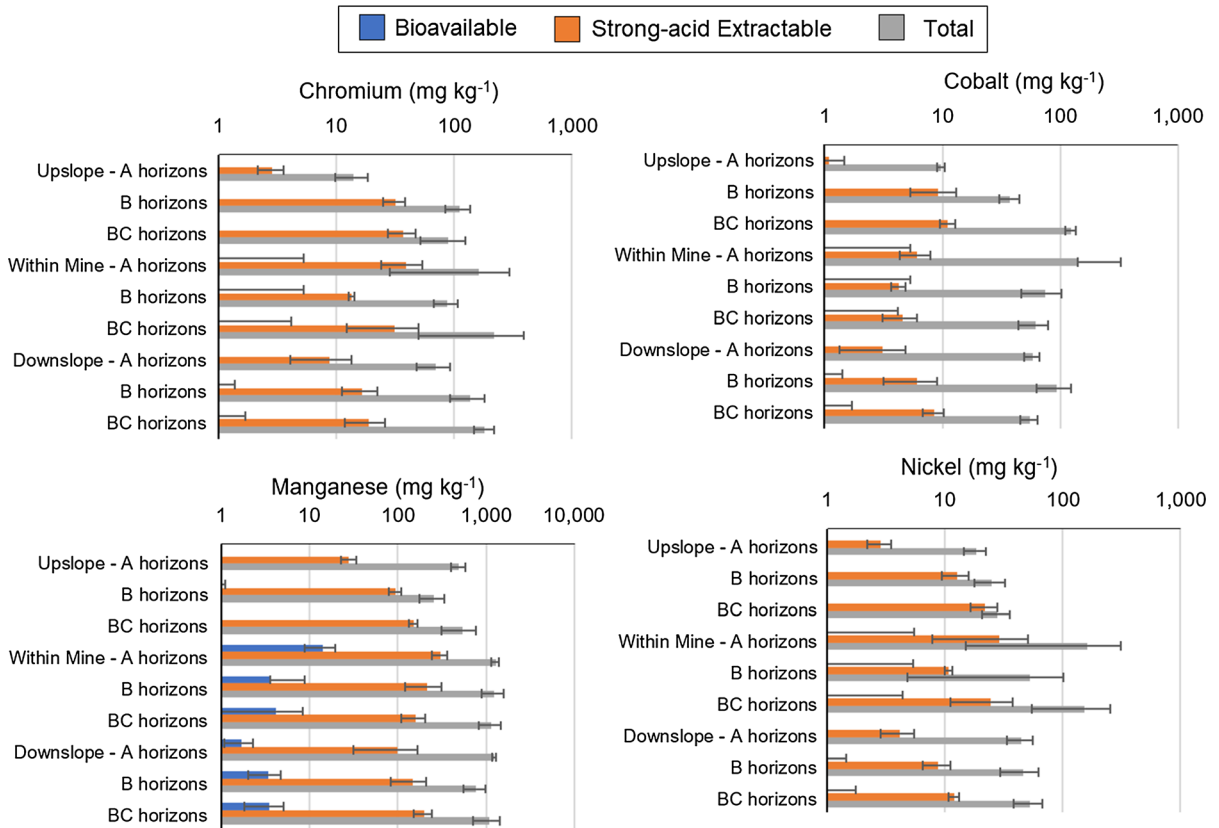 Bioavailable Strong-acid Extractable Total
Chromium (mg kg-1)
1 10 100 1,000
Upslope - A horizons
B horizons
BC horizons
Within Mine - A horizons
B horizons
BC horizons
Downslope - A horizons
B horizons
BC horizons
Cobalt (mg kg-1)
1 10 100 1,000
Upslope - A horizons
B horizons
BC horizons
Within Mine - A horizons
B horizons
BC horizons
Downslope - A horizons
B horizons
BC horizons
Manganese (mg kg-1)
1 10 100 1,000 10,000
Upslope - A horizons
B horizons
BC horizons
Within Mine - A horizons
B horizons
BC horizons
Downslope - A horizons
B horizons
BC horizons
Nickel (mg kg-1)
1 10 100 1,000
Upslope - A horizons
B horizons
BC horizons
Within Mine - A horizons
B horizons
BC horizons
Downslope - A horizons
B horizons
BC horizons